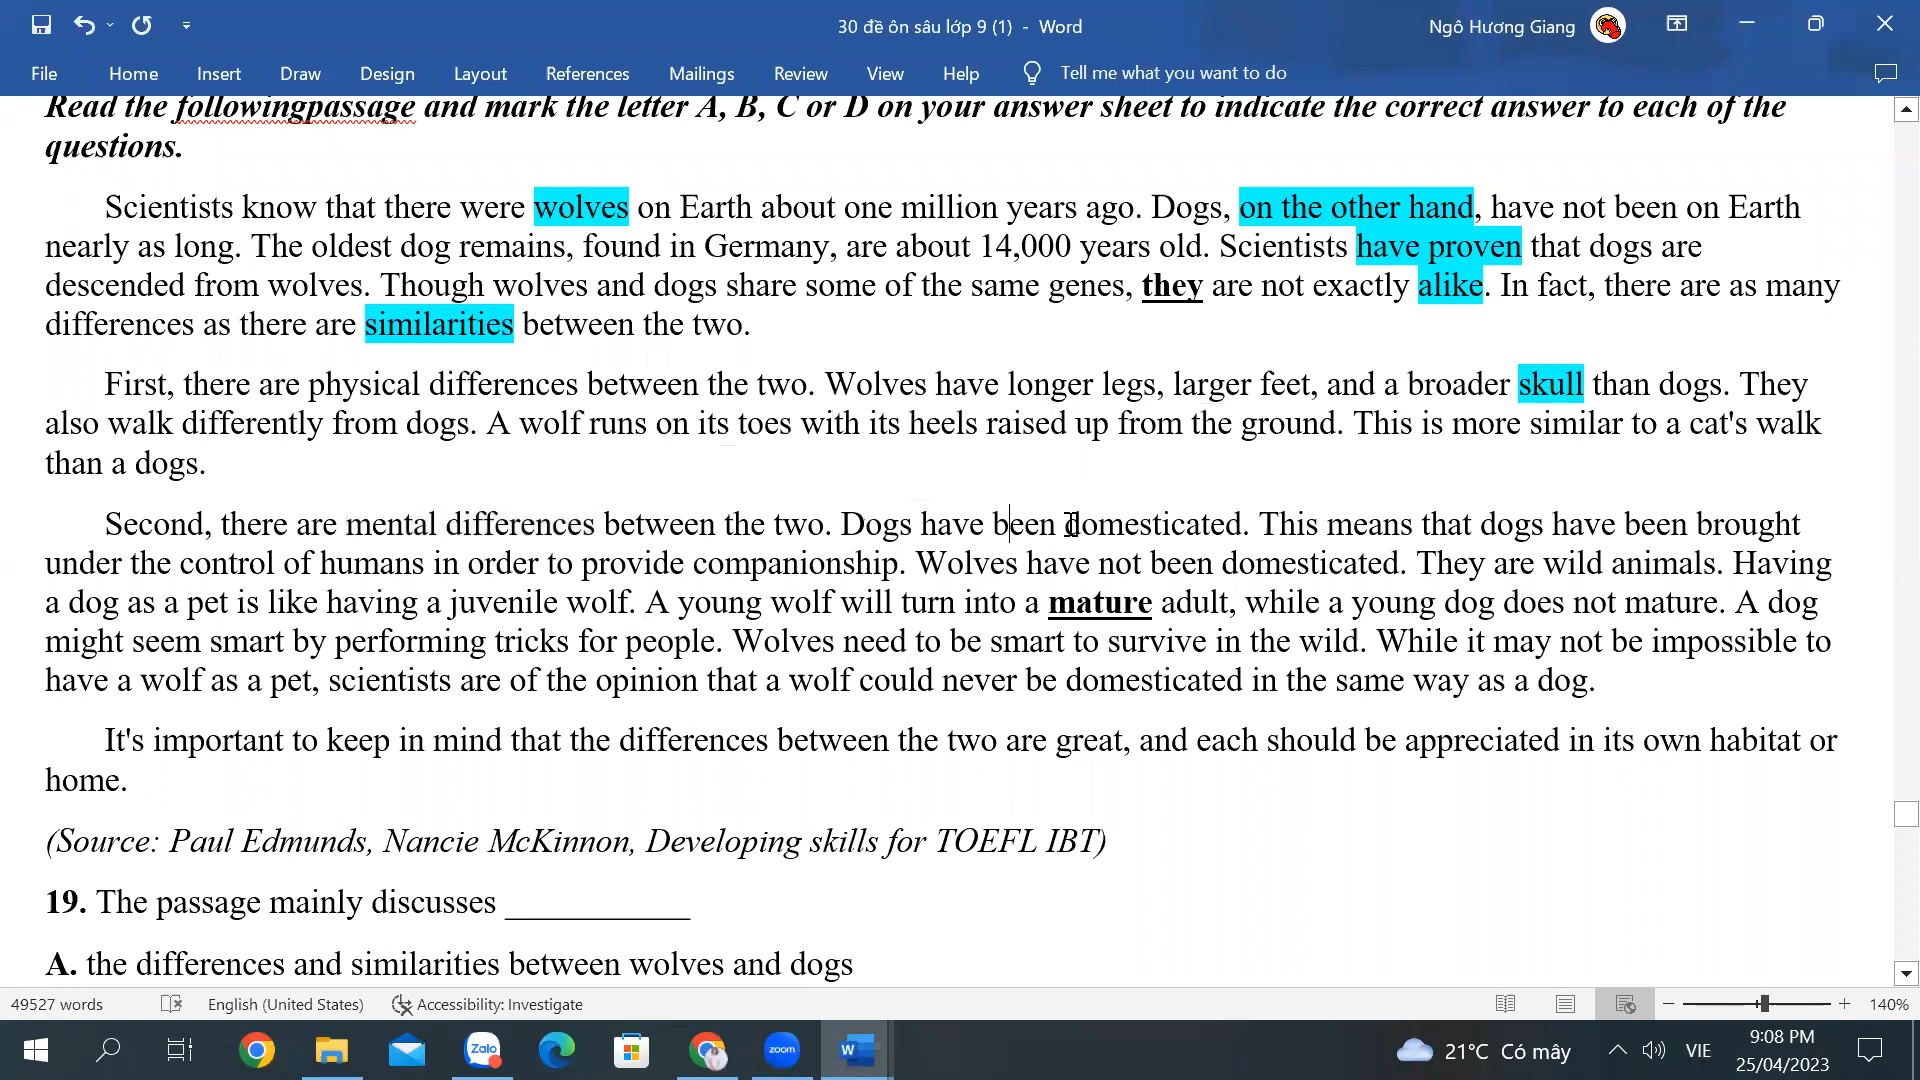 30 đề ôn sâu lớp 9 (1) - Word
Ngô Hương Giang
File Home Insert Draw Design Layout References Mailings Review View Help Tell me what you want to do
Read the followingpassage and mark the letter A, B, C or D on your answer sheet to indicate the correct answer to each of the
questions.
Scientists know that there were wolves on Earth about one million years ago. Dogs, on the other hand, have not been on Earth
nearly as long. The oldest dog remains, found in Germany, are about 14,000 years old. Scientists have proven that dogs are
descended from wolves. Though wolves and dogs share some of the same genes, they are not exactly alike. In fact, there are as many
differences as there are similarities between the two.
First, there are physical differences between the two. Wolves have longer legs, larger feet, and a broader skull than dogs. They
also walk differently from dogs. A wolf runs on its toes with its heels raised up from the ground. This is more similar to a cat's walk
than a dogs.
Second, there are mental differences between the two. Dogs have been domesticated. This means that dogs have been brought
under the control of humans in order to provide companionship. Wolves have not been domesticated. They are wild animals. Having
a dog as a pet is like having a juvenile wolf. A young wolf will turn into a mature adult, while a young dog does not mature. A dog
might seem smart by performing tricks for people. Wolves need to be smart to survive in the wild. While it may not be impossible to
have a wolf as a pet, scientists are of the opinion that a wolf could never be domesticated in the same way as a dog.
It's important to keep in mind that the differences between the two are great, and each should be appreciated in its own habitat or
home.
(Source: Paul Edmunds, Nancie McKinnon, Developing skills for TOEFL IBT)
19. The passage mainly discusses ___________
A. the differences and similarities between wolves and dogs
49527 words English (United States) Accessibility: Investigate 140%
Zalo zoom W 21°C Có mây VIE 9:08 PM
25/04/2023